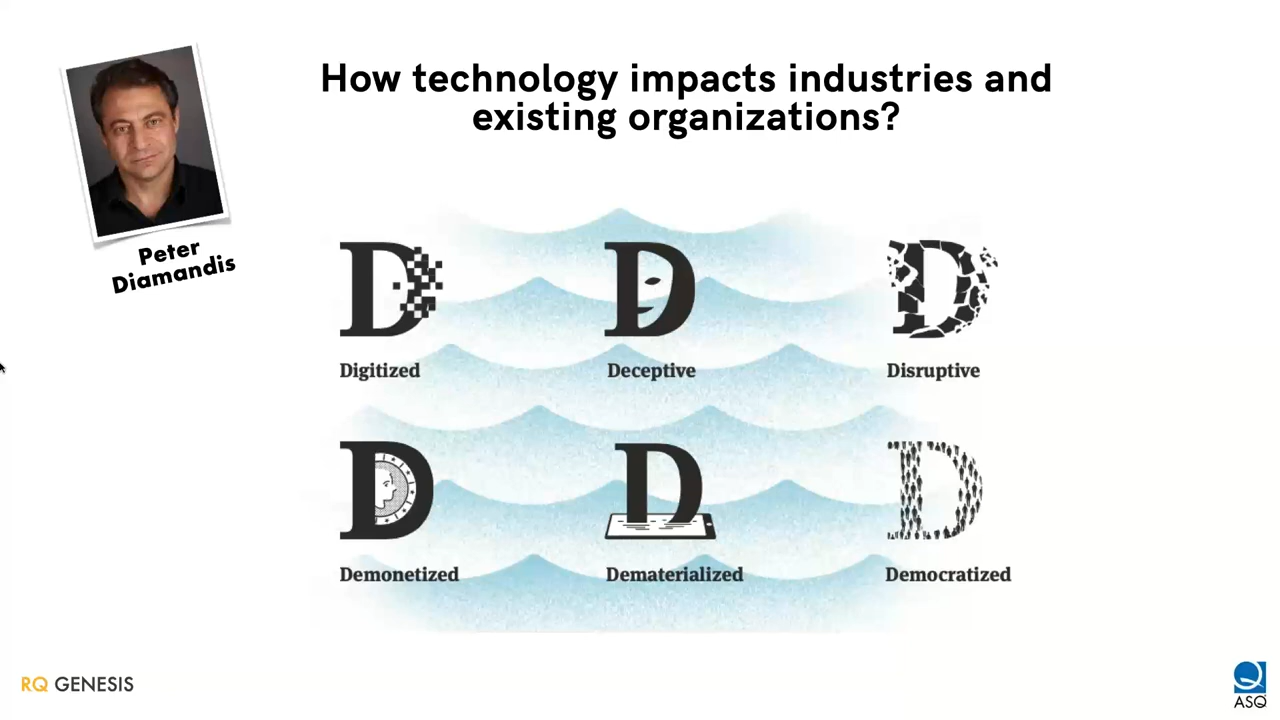 How technology impacts industries and
existing organizations?
Peter
Diamandis
Digitized
Deceptive
Disruptive
Demonetized
Dematerialized
Democratized
RQ GENESIS
ASQ